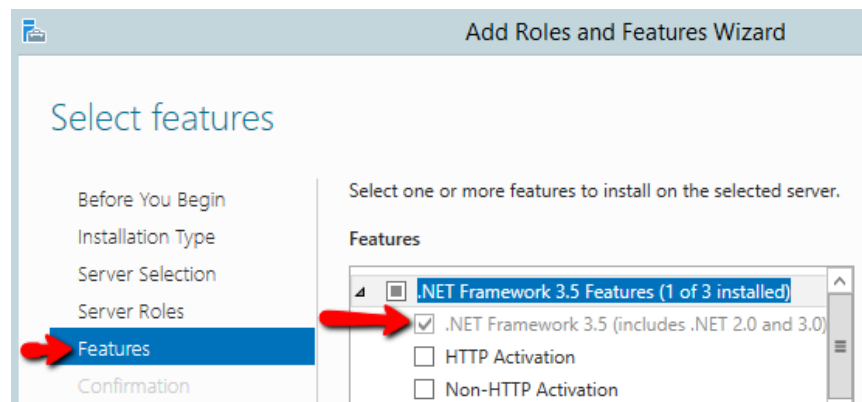 Add Roles and Features Wizard
Select features
Before You Begin
Installation Type
Server Selection
Server Roles
Features
Confirmation
Select one or more features to install on the selected server.
Features
.NET Framework 3.5 Features (1 of 3 installed)
.NET Framework 3.5 (includes .NET 2.0 and 3.0)
HTTP Activation
Non-HTTP Activation